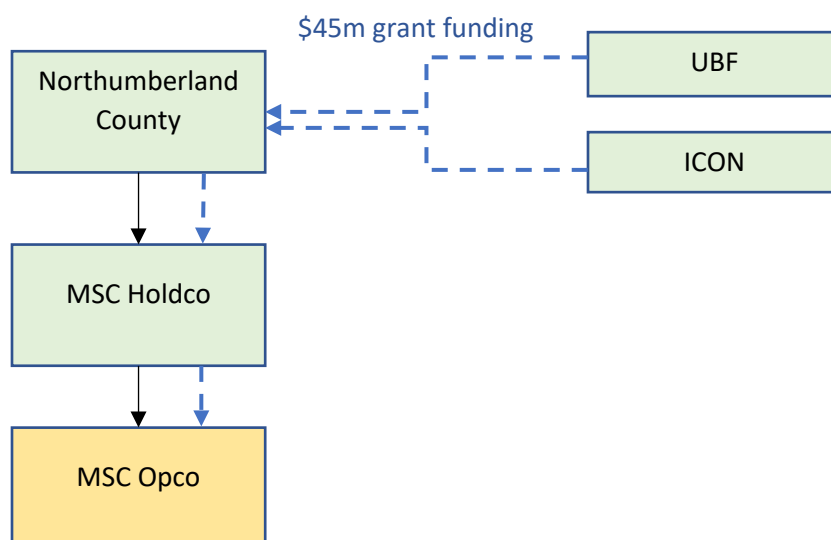 $45m grant funding
Northumberland
County
UBF
ICON
MSC Holdco
MSC Opco